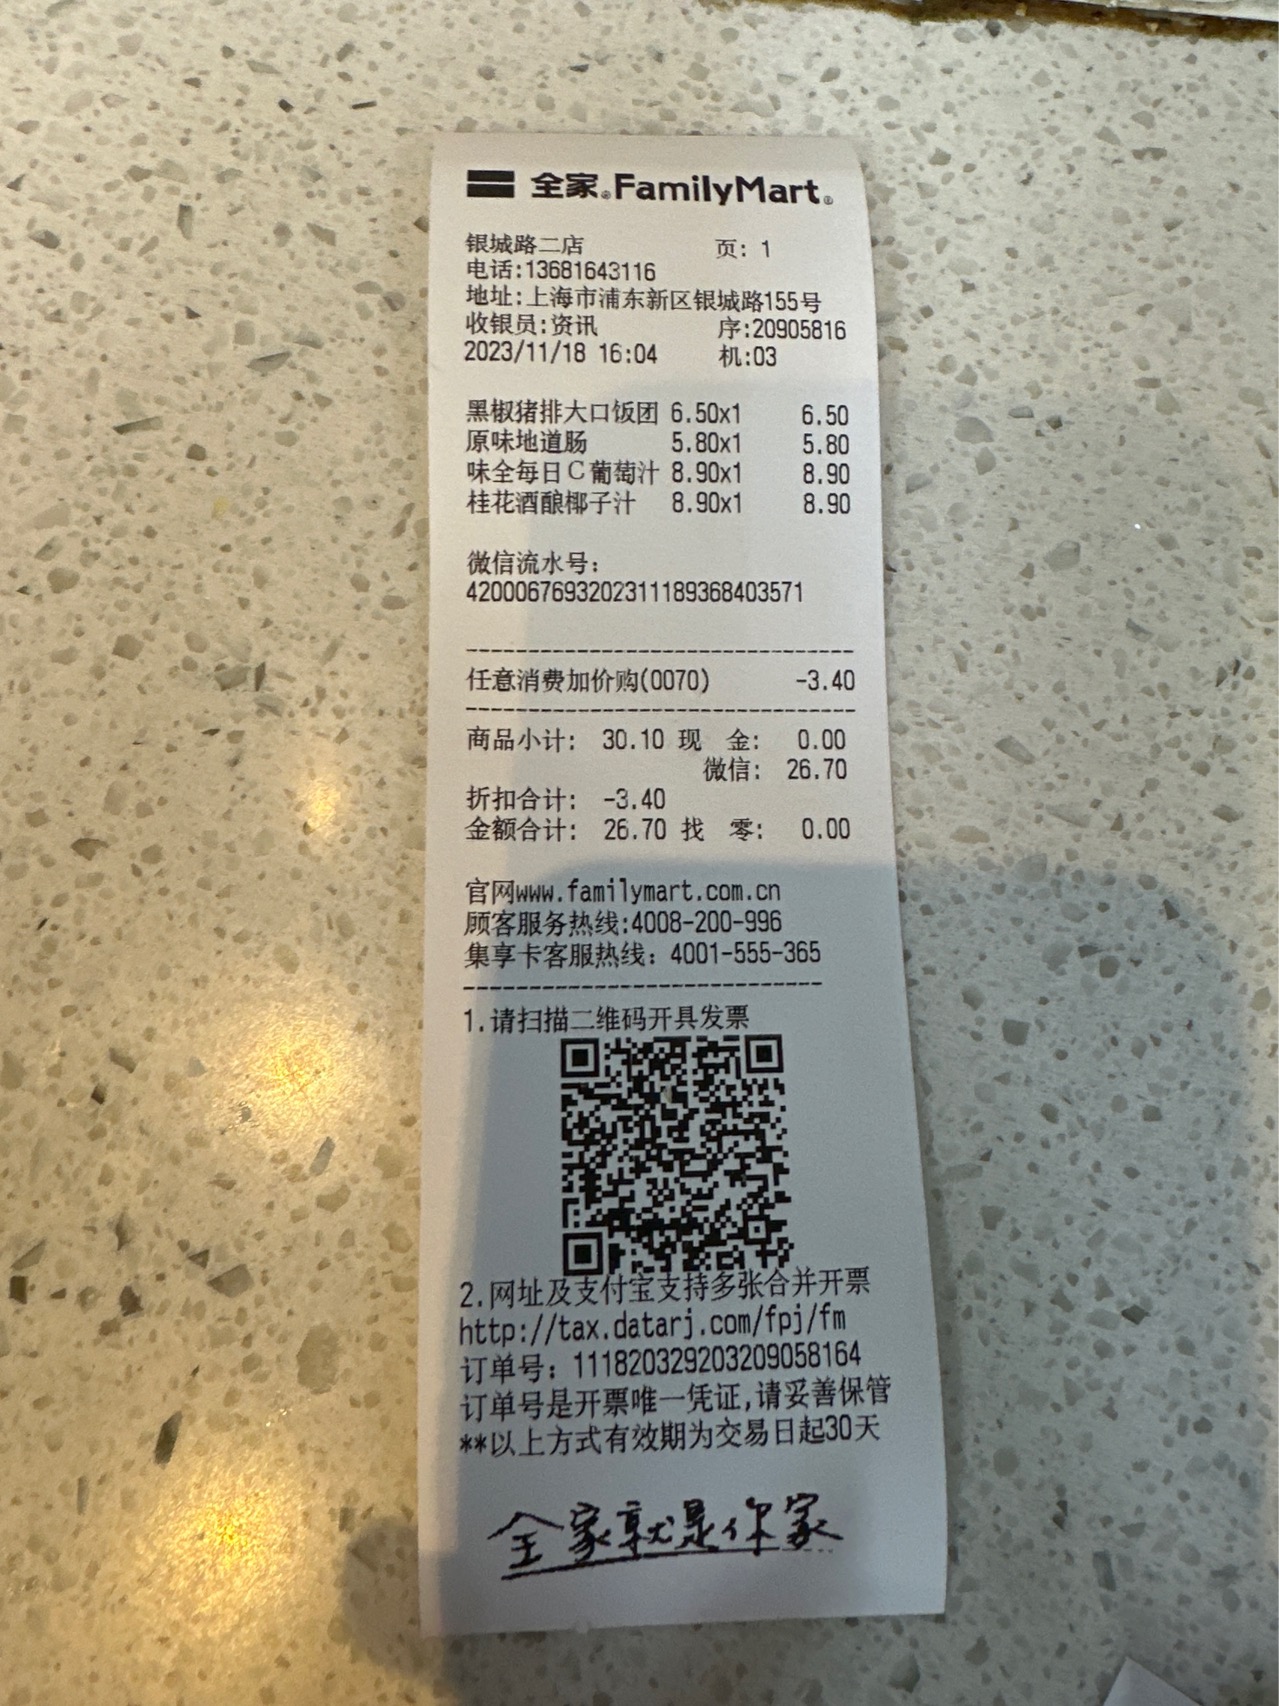 全家®FamilyMart®
银城路二店 页: 1
电话:13681643116
地址:上海市浦东新区银城路155号
收银员:资讯 序:20905816
2023/11/18 16:04 机:03
黑椒猪排大口饭团 6.50x1 6.50
原味地道肠 5.80x1 5.80
味全每日C葡萄汁 8.90x1 8.90
桂花酒酿椰子汁 8.90x1 8.90
微信流水号:
4200067693202311189368403571
任意消费加价购(0070) -3.40
商品小计: 30.10 现 金: 0.00
微信: 26.70
折扣合计: -3.40
金额合计: 26.70 找 零: 0.00
官网www.familymart.com.cn
顾客服务热线:4008-200-996
集享卡客服热线: 4001-555-365
1.请扫描二维码开具发票
2.网址及支付宝支持多张合并开票
http://tax.datarj.com/fpj/fm
订单号: 111820329203209058164
订单号是开票唯一凭证,请妥善保管
**以上方式有效期为交易日起30天
全家就是你家